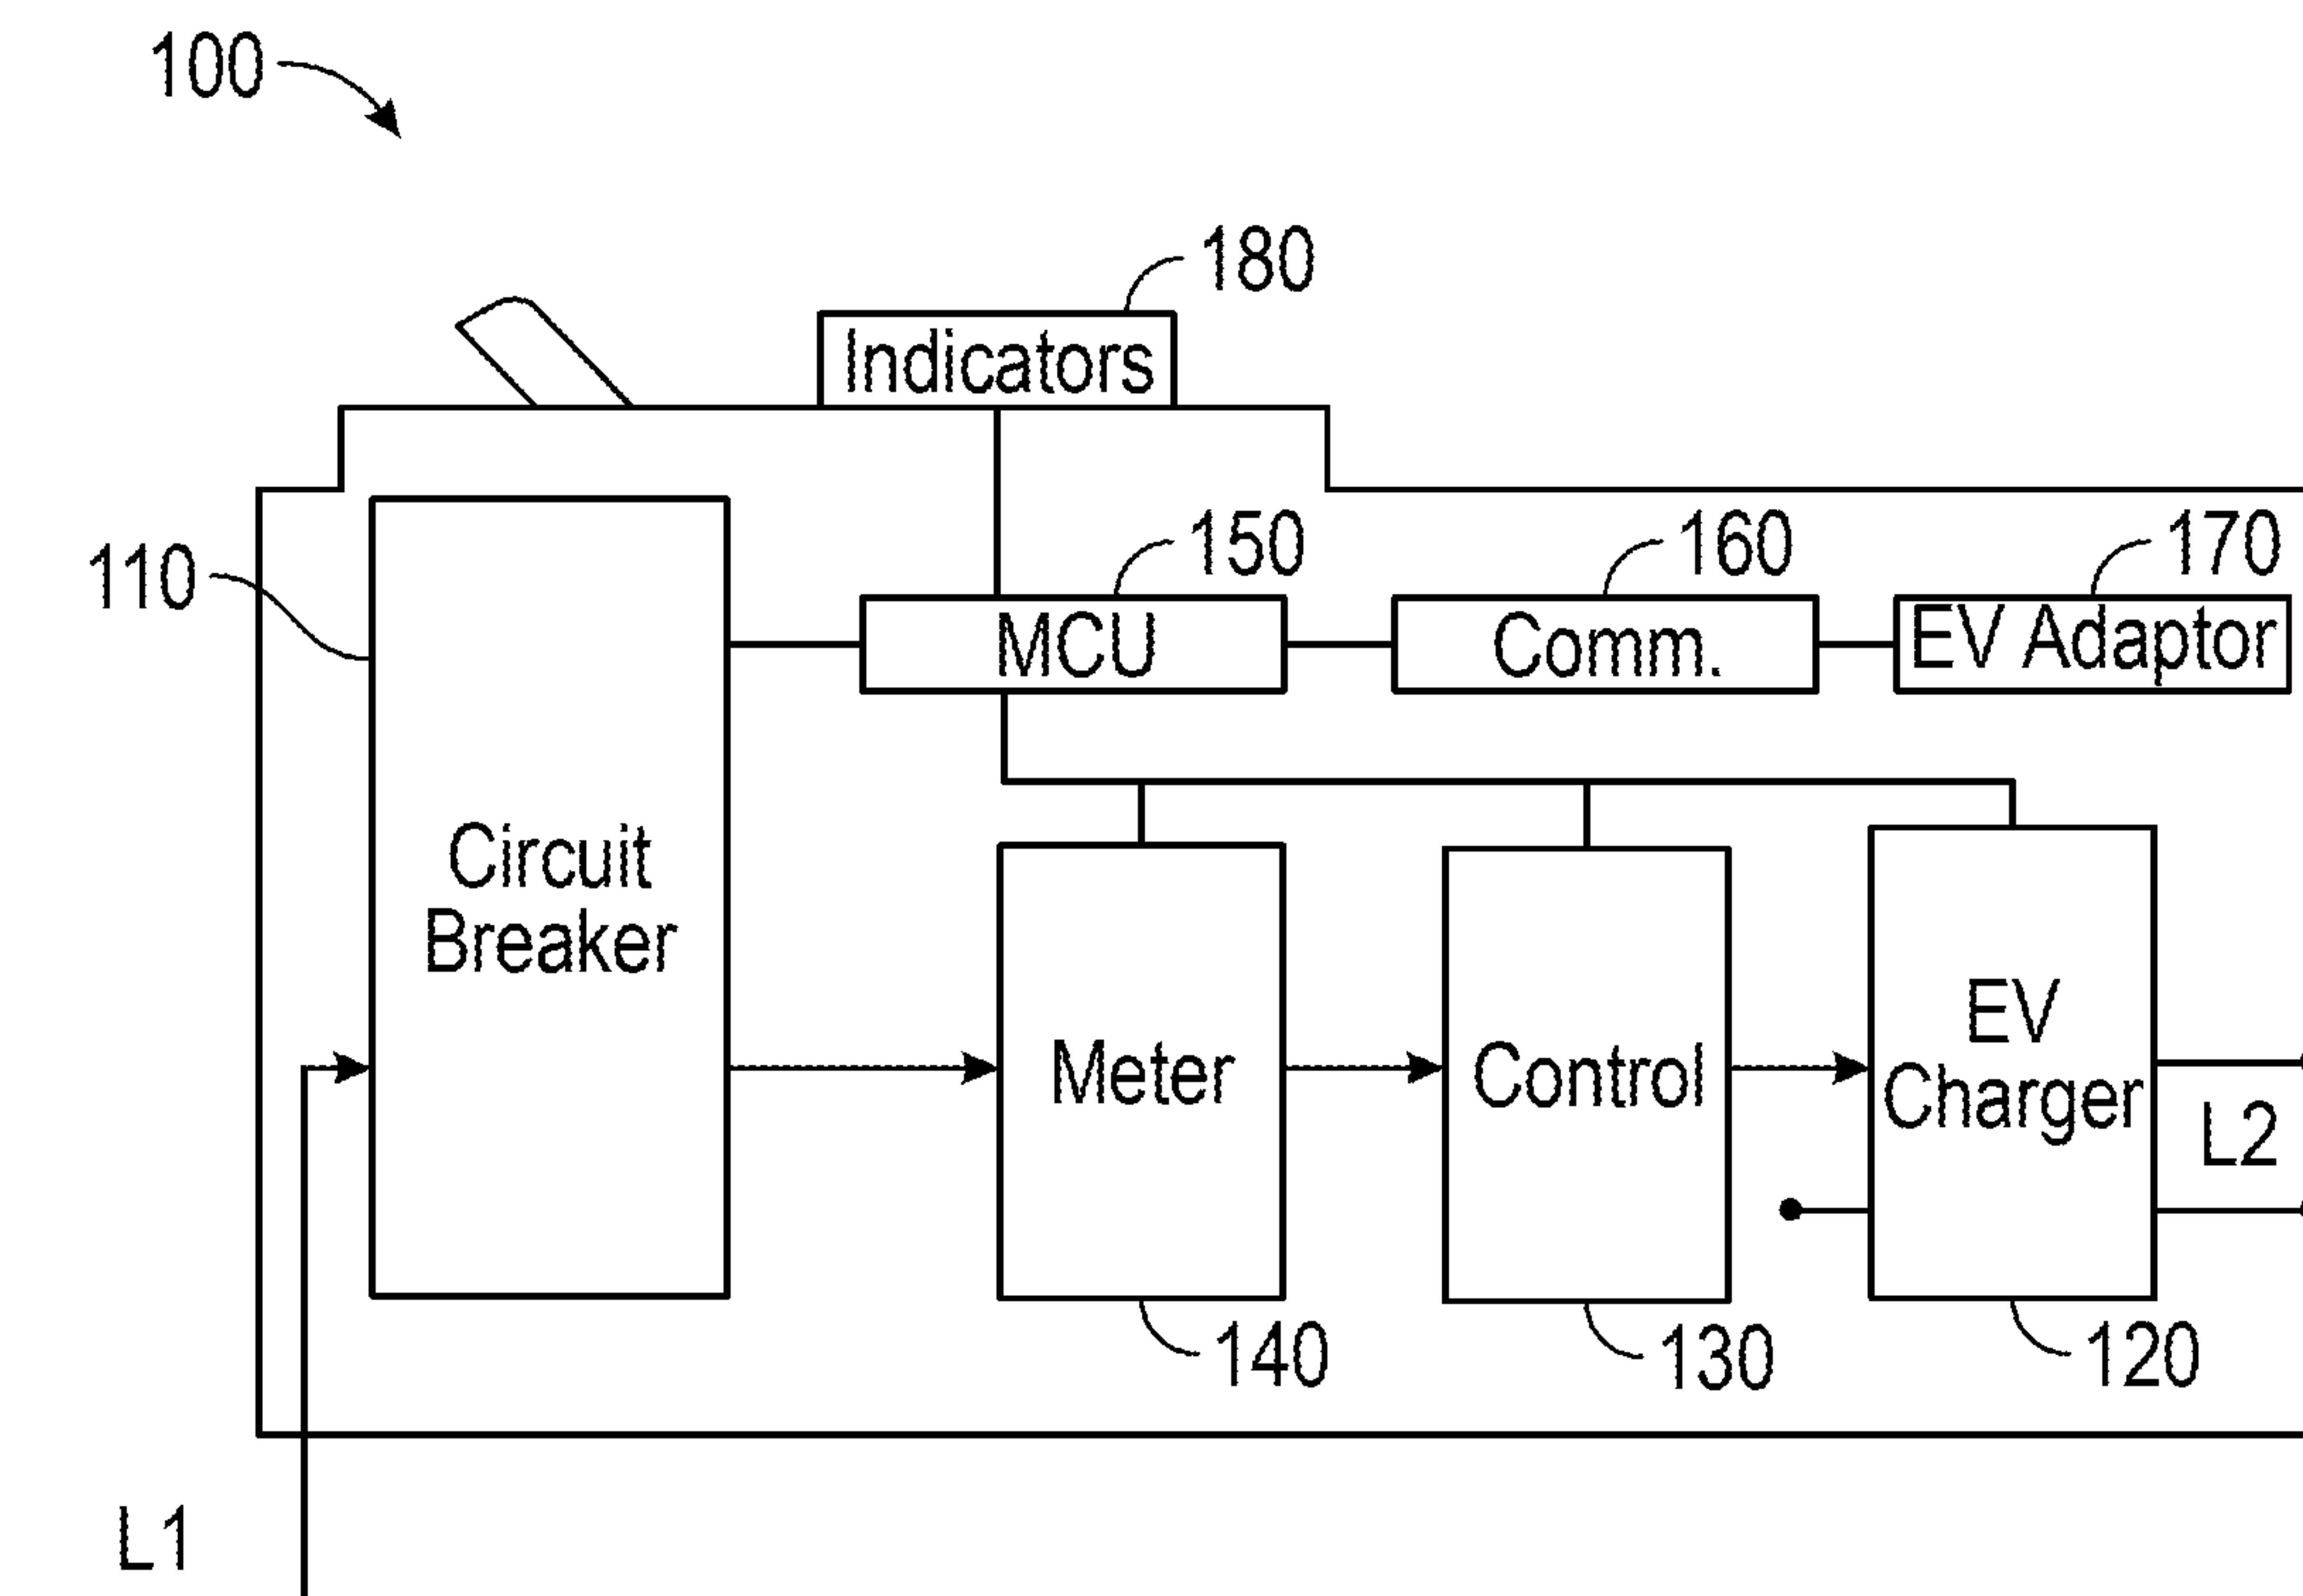 100
180
Indicators
110
150
160
170
MCU
Comm.
EV Adaptor
Circuit
Breaker
Meter
Control
EV
Charger
L2
140
130
120
L1